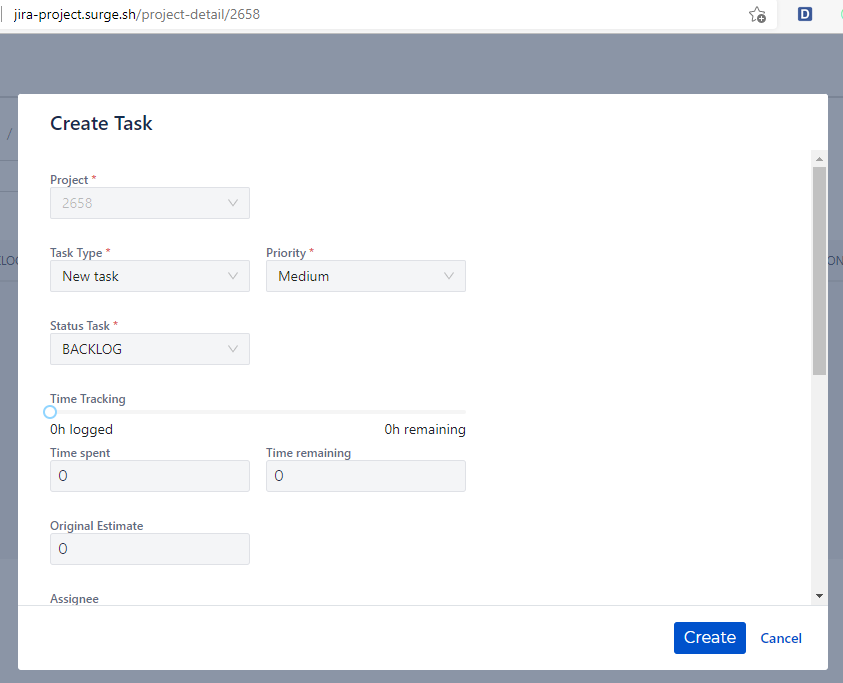 jira-project.surge.sh/project-detail/2658
D
Create Task
/
Project *
2658
Task Type * Priority *
New task Medium
Status Task *
BACKLOG
Time Tracking
0h logged 0h remaining
Time spent Time remaining
0 0
Original Estimate
0
Assignee
Create Cancel